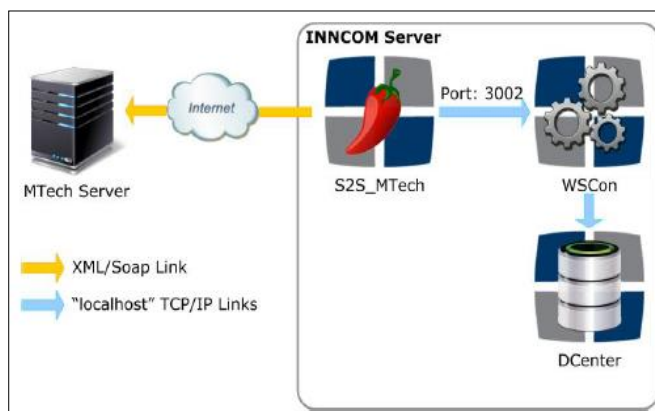 INNCOM Server
Internet
Port: 3002
MTech Server
S2S_MTech
WSCon
XML/Soap Link
"localhost" TCP/IP Links
DCenter